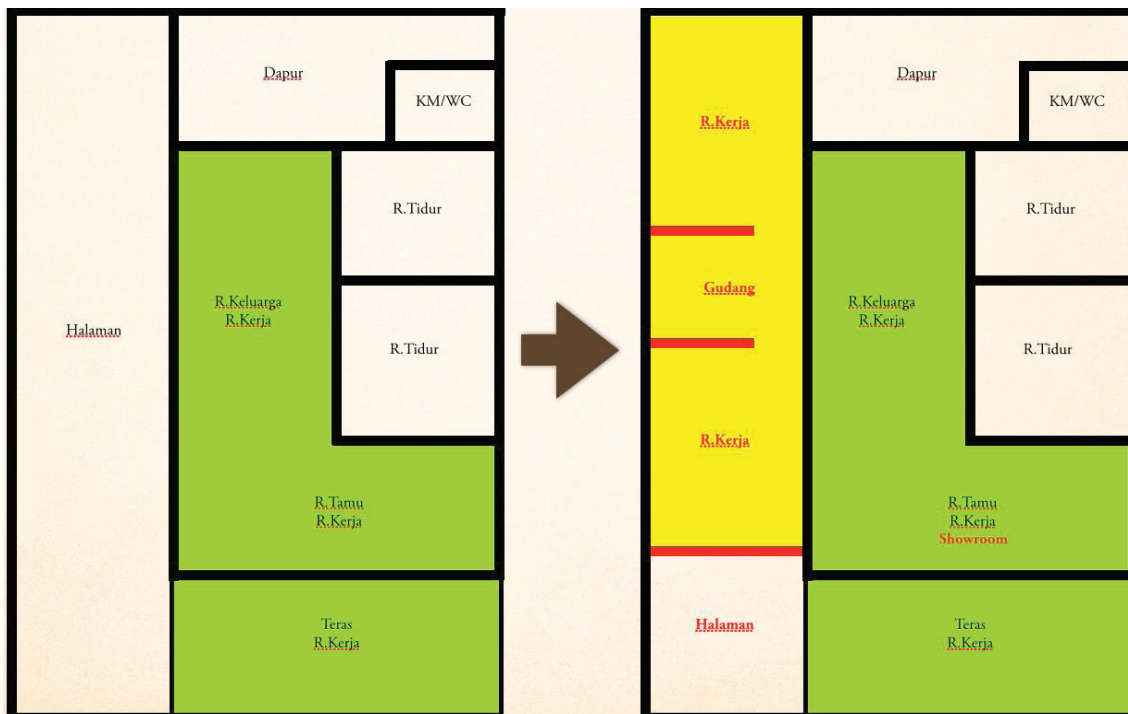 Dapur
KM/WC
R.Tidur
R.Keluarga
R.Kerja
Halaman
R.Tidur
R.Tamu
R.Kerja
Teras
R.Kerja
Dapur
KM/WC
R.Kerja
R.Tidur
Gudang
R.Keluarga
R.Kerja
R.Tidur
R.Kerja
R.Tamu
R.Kerja
Showroom
Halaman
Teras
R.Kerja